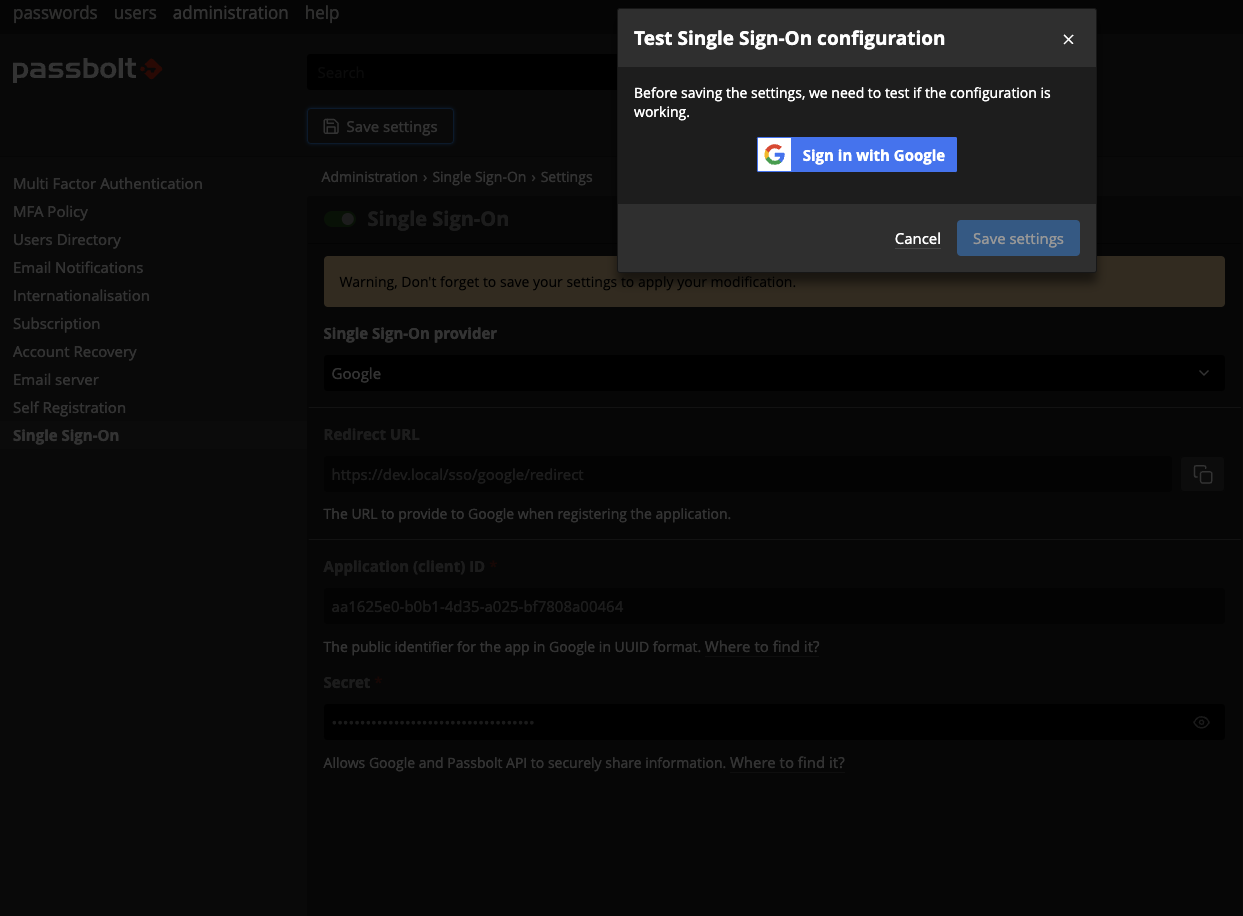 passwords users administration help
Test Single Sign-On configuration
passbolt
Search
Before saving the settings, we need to test if the configuration is
working.
Save settings
Sign in with Google
Multi Factor Authentication
Administration › Single Sign-On › Settings
MFA Policy
Single Sign-On
Users Directory
Cancel
Save settings
Email Notifications
Warning, Don't forget to save your settings to apply your modification.
Internationalisation
Subscription
Single Sign-On provider
Account Recovery
Google
Email server
Self Registration
Single Sign-On
Redirect URL
https://dev.local/sso/google/redirect
The URL to provide to Google when registering the application.
Application (client) ID *
aa1625e0-b0b1-4d35-a025-bf7808a00464
The public identifier for the app in Google in UUID format. Where to find it?
Secret *
Allows Google and Passbolt API to securely share information. Where to find it?